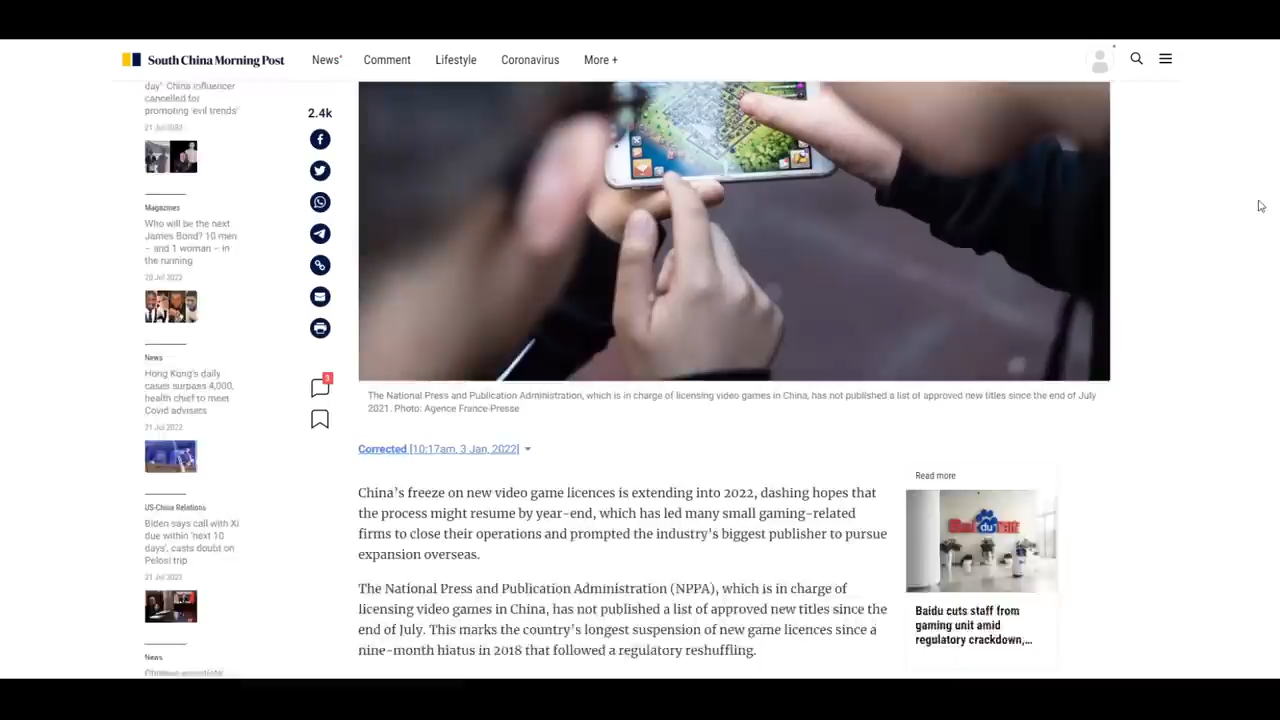 South China Morning Post
News Comment Lifestyle Coronavirus More +
day' China influencer
cancelled for
promoting 'evil trends'
2.4k
Magazines
Who will be the next
James Bond? 10 men
– and 1 woman – in
the running
20 Jul 2022
News
Hong Kong's daily
cases surpass 4,000,
health chief to meet
Covid advisers
21 Jul 2022
US-China Relations
Biden says call with Xi
due within 'next 10
days', casts doubt on
Pelosi trip
21 Jul 2022
News
3
The National Press and Publication Administration, which is in charge of licensing video games in China, has not published a list of approved new titles since the end of July
2021. Photo: Agence France-Presse
Corrected [10:17am, 3 Jan, 2022]
China's freeze on new video game licences is extending into 2022, dashing hopes that
the process might resume by year-end, which has led many small gaming-related
firms to close their operations and prompted the industry's biggest publisher to pursue
expansion overseas.
The National Press and Publication Administration (NPPA), which is in charge of
licensing video games in China, has not published a list of approved new titles since the
end of July. This marks the country's longest suspension of new game licences since a
nine-month hiatus in 2018 that followed a regulatory reshuffling.
Read more
Bai du
Baidu cuts staff from
gaming unit amid
regulatory crackdown,...